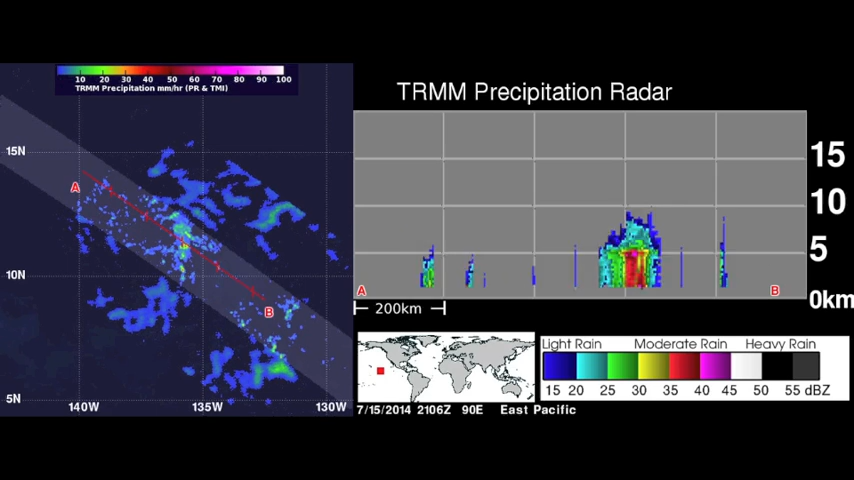 10 20 30 40 50 60 70 80 90 100
TRMM Precipitation mm/hr (PR & TMI)
15N
10N
5N
140W 135W 130W
A
B
TRMM Precipitation Radar
15
10
5
0km
A
B
200km
Light Rain Moderate Rain Heavy Rain
15 20 25 30 35 40 45 50 55 dBZ
7/15/2014 2106Z 90E East Pacific